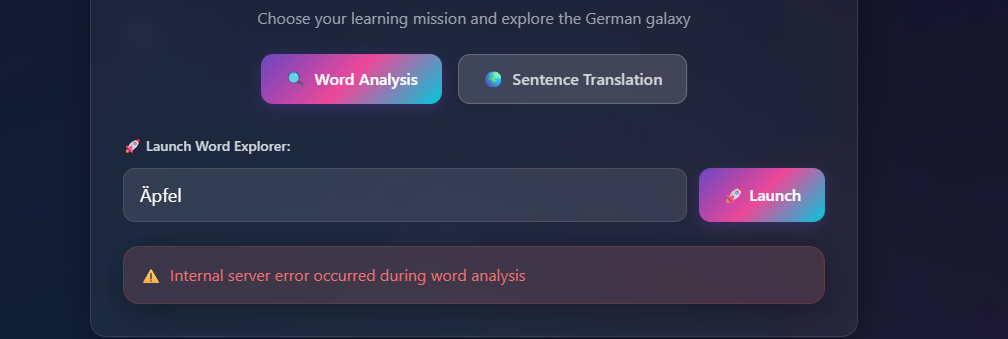 Choose your learning mission and explore the German galaxy
Word Analysis
Sentence Translation
Launch Word Explorer:
Äpfel
Launch
Internal server error occurred during word analysis